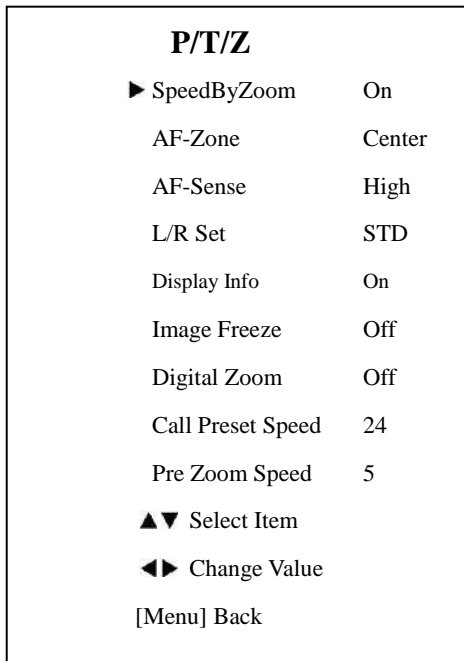 P/T/Z
▶ SpeedByZoom On
AF-Zone Center
AF-Sense High
L/R Set STD
Display Info On
Image Freeze Off
Digital Zoom Off
Call Preset Speed 24
Pre Zoom Speed 5
▲▼ Select Item
◀▶ Change Value
[Menu] Back